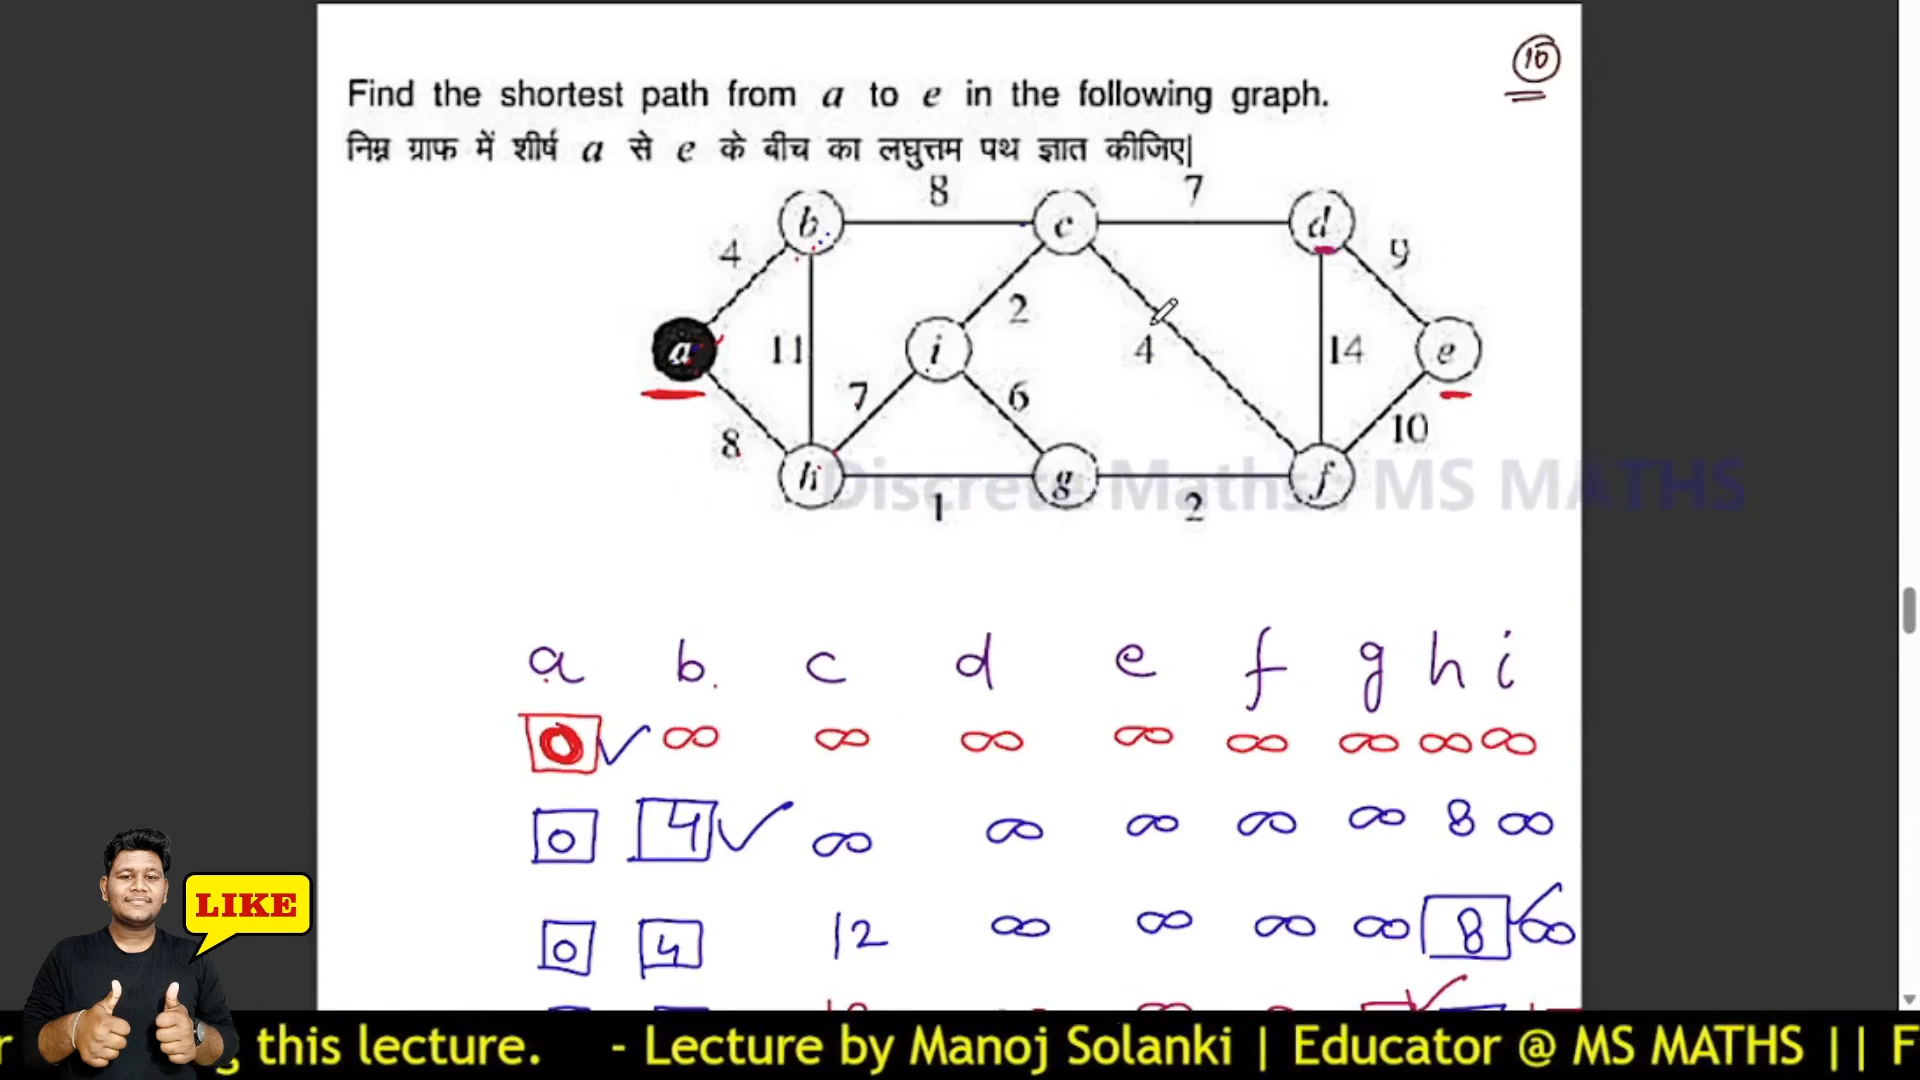 10
Find the shortest path from a to e in the following graph.
निम्न ग्राफ में शीर्ष a से e के बीच का लघुत्तम पथ ज्ञात कीजिए|
8 7
b c d
4 9
2
a 11 i 4 14 e
7 6
8 10
h g f
Discrete Maths : MS MATHS
1 2
a b c d e f g h i
0 ∞ ∞ ∞ ∞ ∞ ∞ ∞ ∞
0 4 ∞ ∞ ∞ ∞ ∞ 8 ∞
0 4 12 ∞ ∞ ∞ ∞ 8 ∞
LIKE
this lecture. - Lecture by Manoj Solanki | Educator @ MS MATHS || F